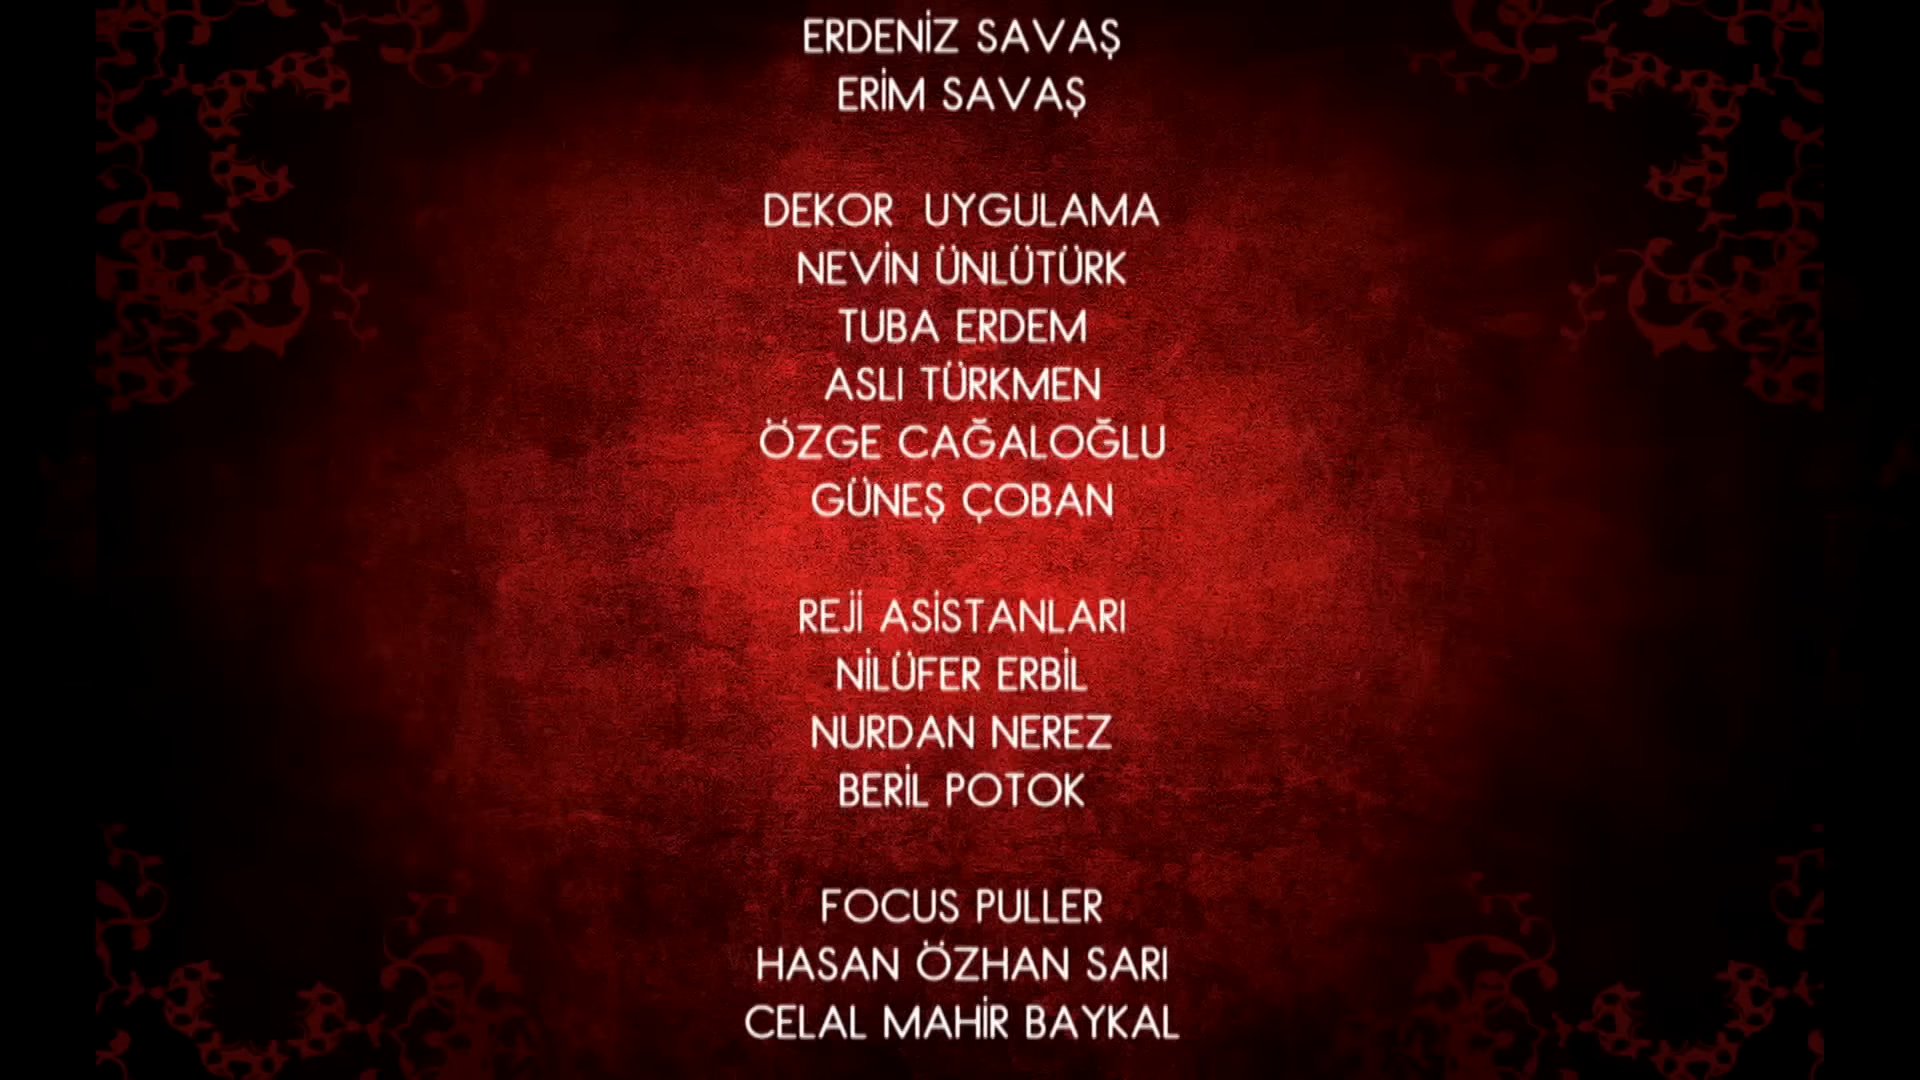 ERDENİZ SAVAŞ
ERİM SAVAŞ
DEKOR UYGULAMA
NEVİN ÜNLÜTÜRK
TUBA ERDEM
ASLI TÜRKMEN
ÖZGE CAĞALOĞLU
GÜNEŞ ÇOBAN
REJİ ASİSTANLARI
NİLÜFER ERBİL
NURDAN NEREZ
BERİL POTOK
FOCUS PULLER
HASAN ÖZHAN SARI
CELAL MAHİR BAYKAL